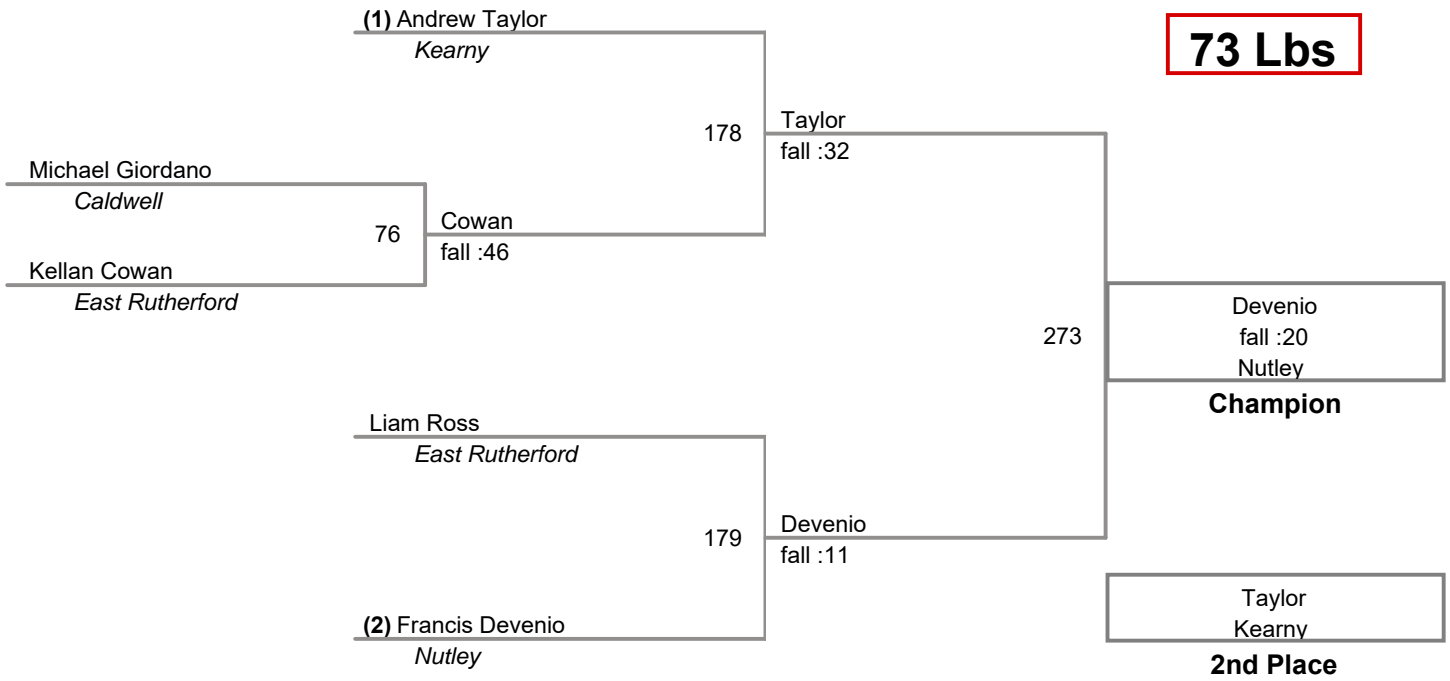 (1) Andrew Taylor
Kearny
73 Lbs
178
Taylor
fall :32
Michael Giordano
Caldwell
76
Cowan
fall :46
Kellan Cowan
East Rutherford
273
Devenio
fall :20
Nutley
Champion
Liam Ross
East Rutherford
179
Devenio
fall :11
(2) Francis Devenio
Nutley
Taylor
Kearny
2nd Place